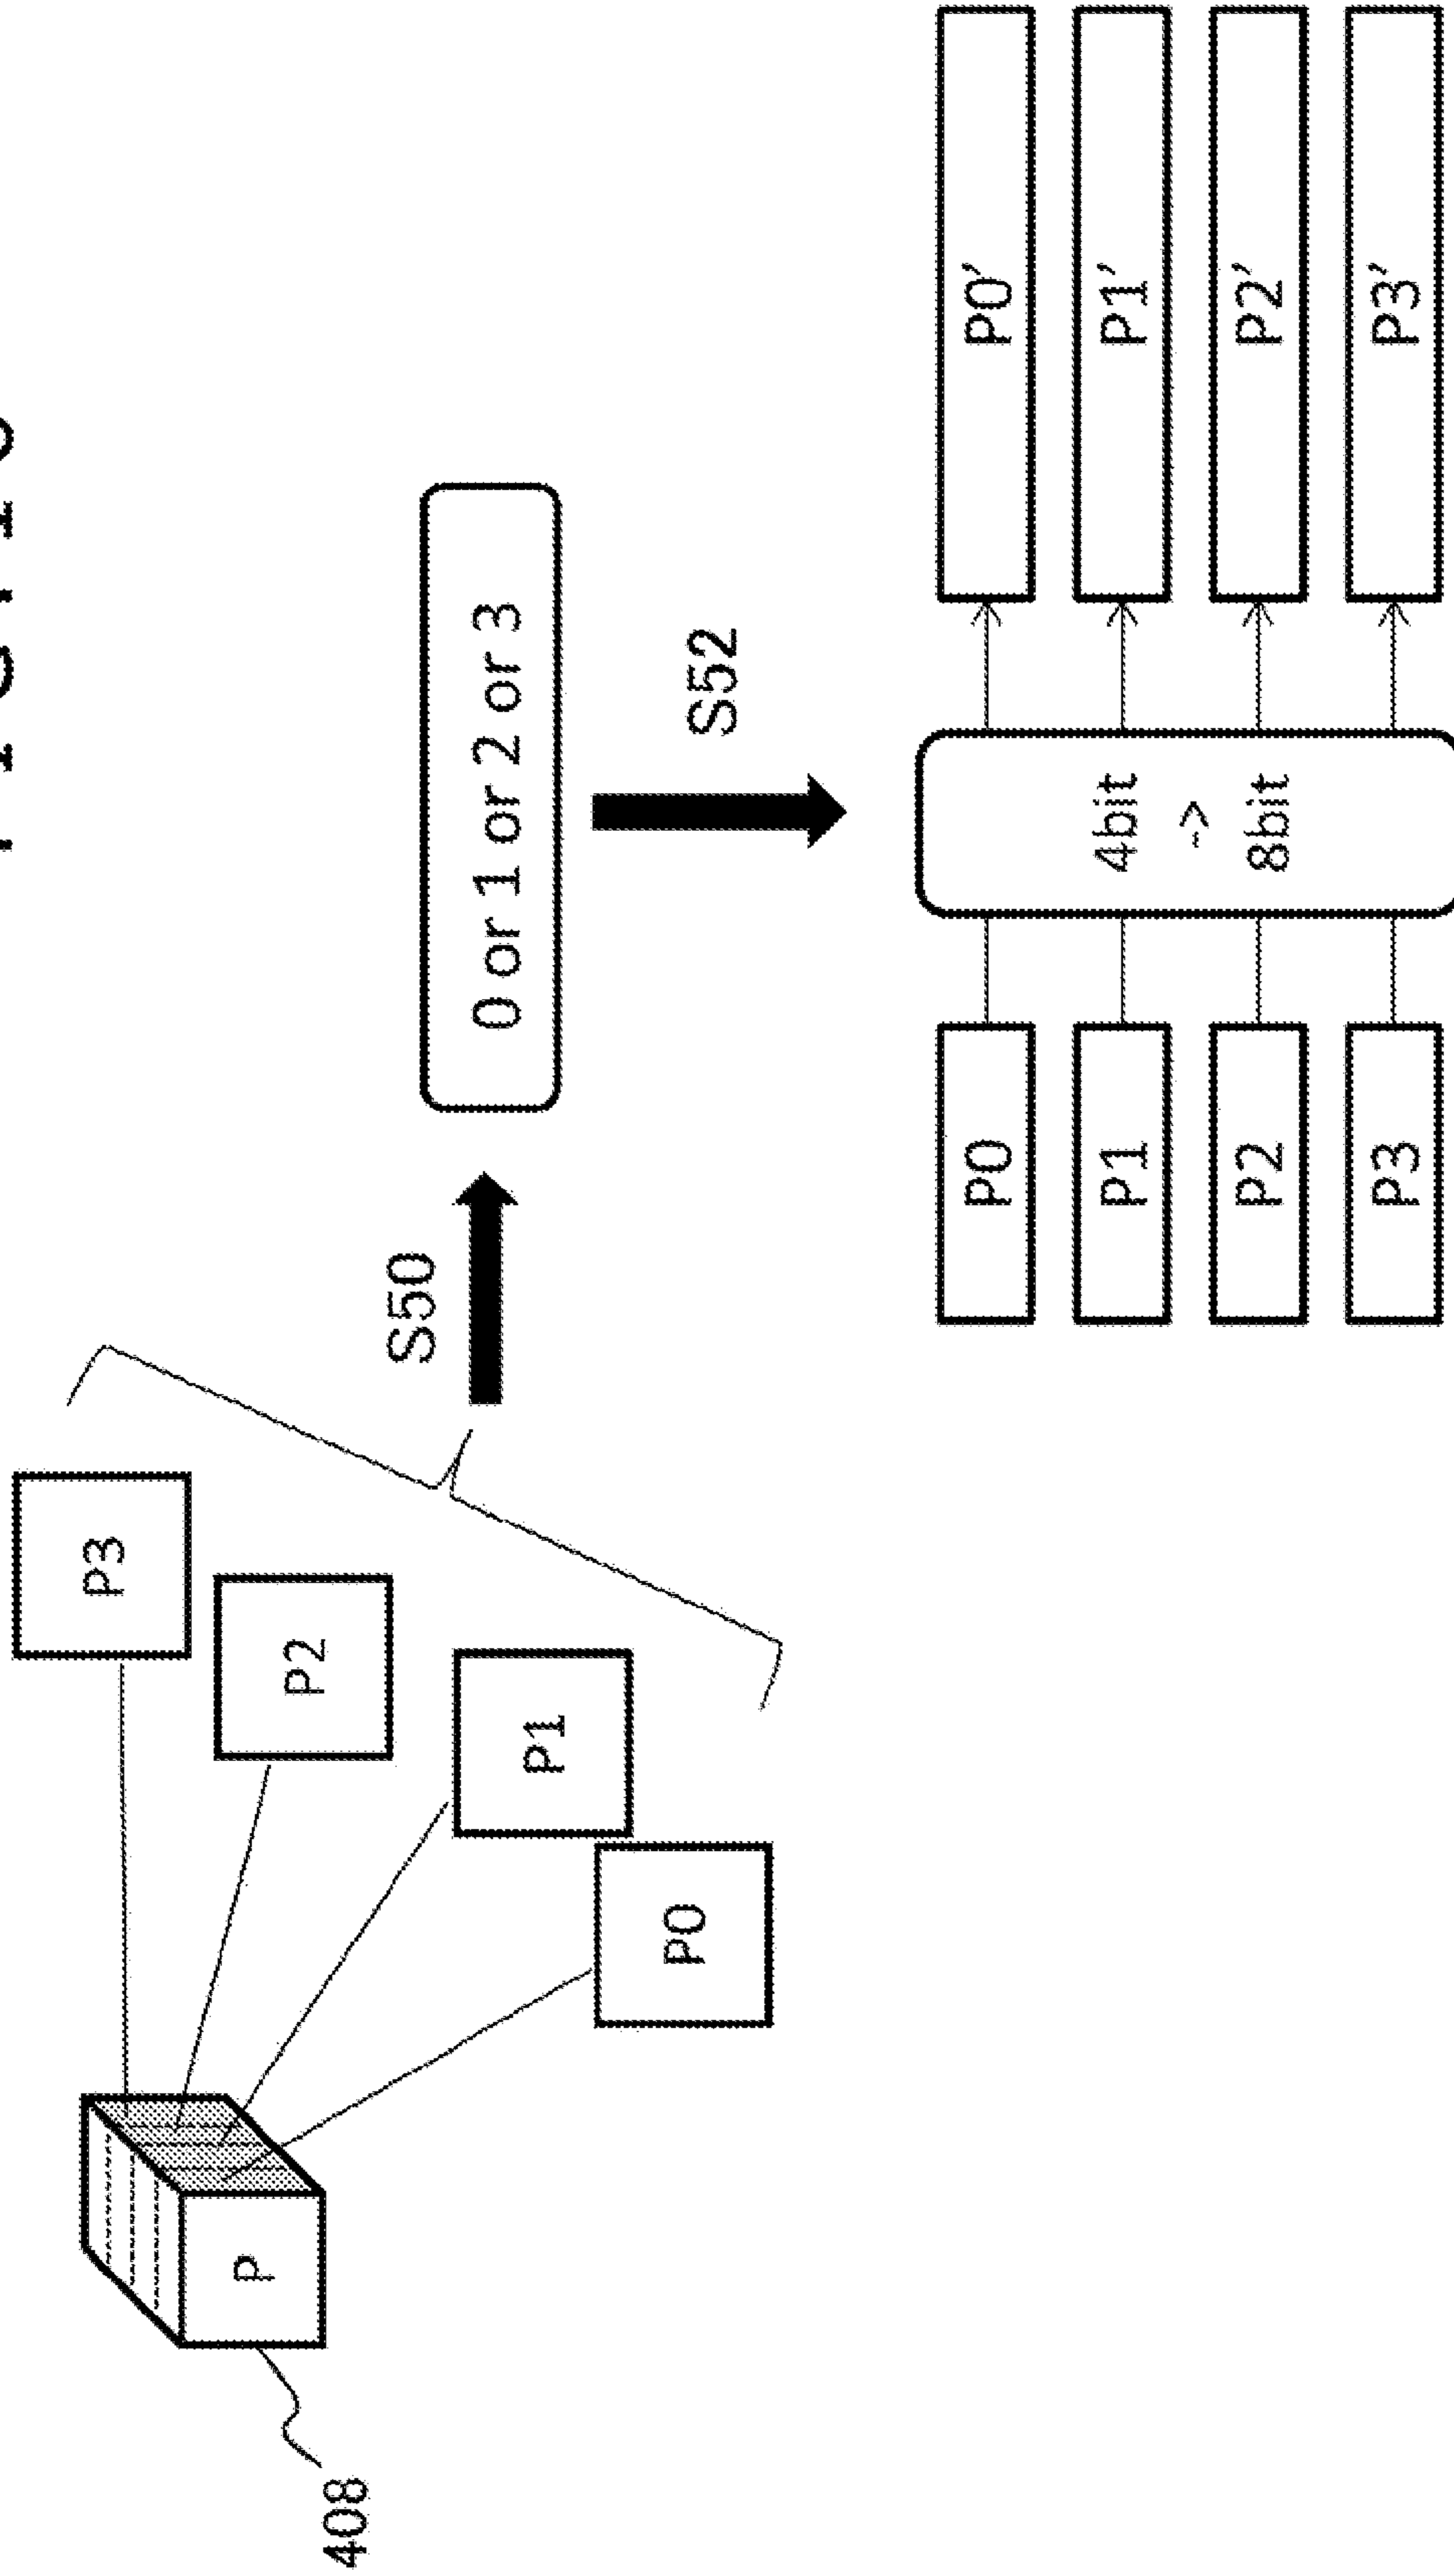 P3
P
P2
408
S50
0 or 1 or 2 or 3
P1
P0
S52
P0
P0'
P1
4bit
P1'
->
P2
8bit
P2'
P3
P3'